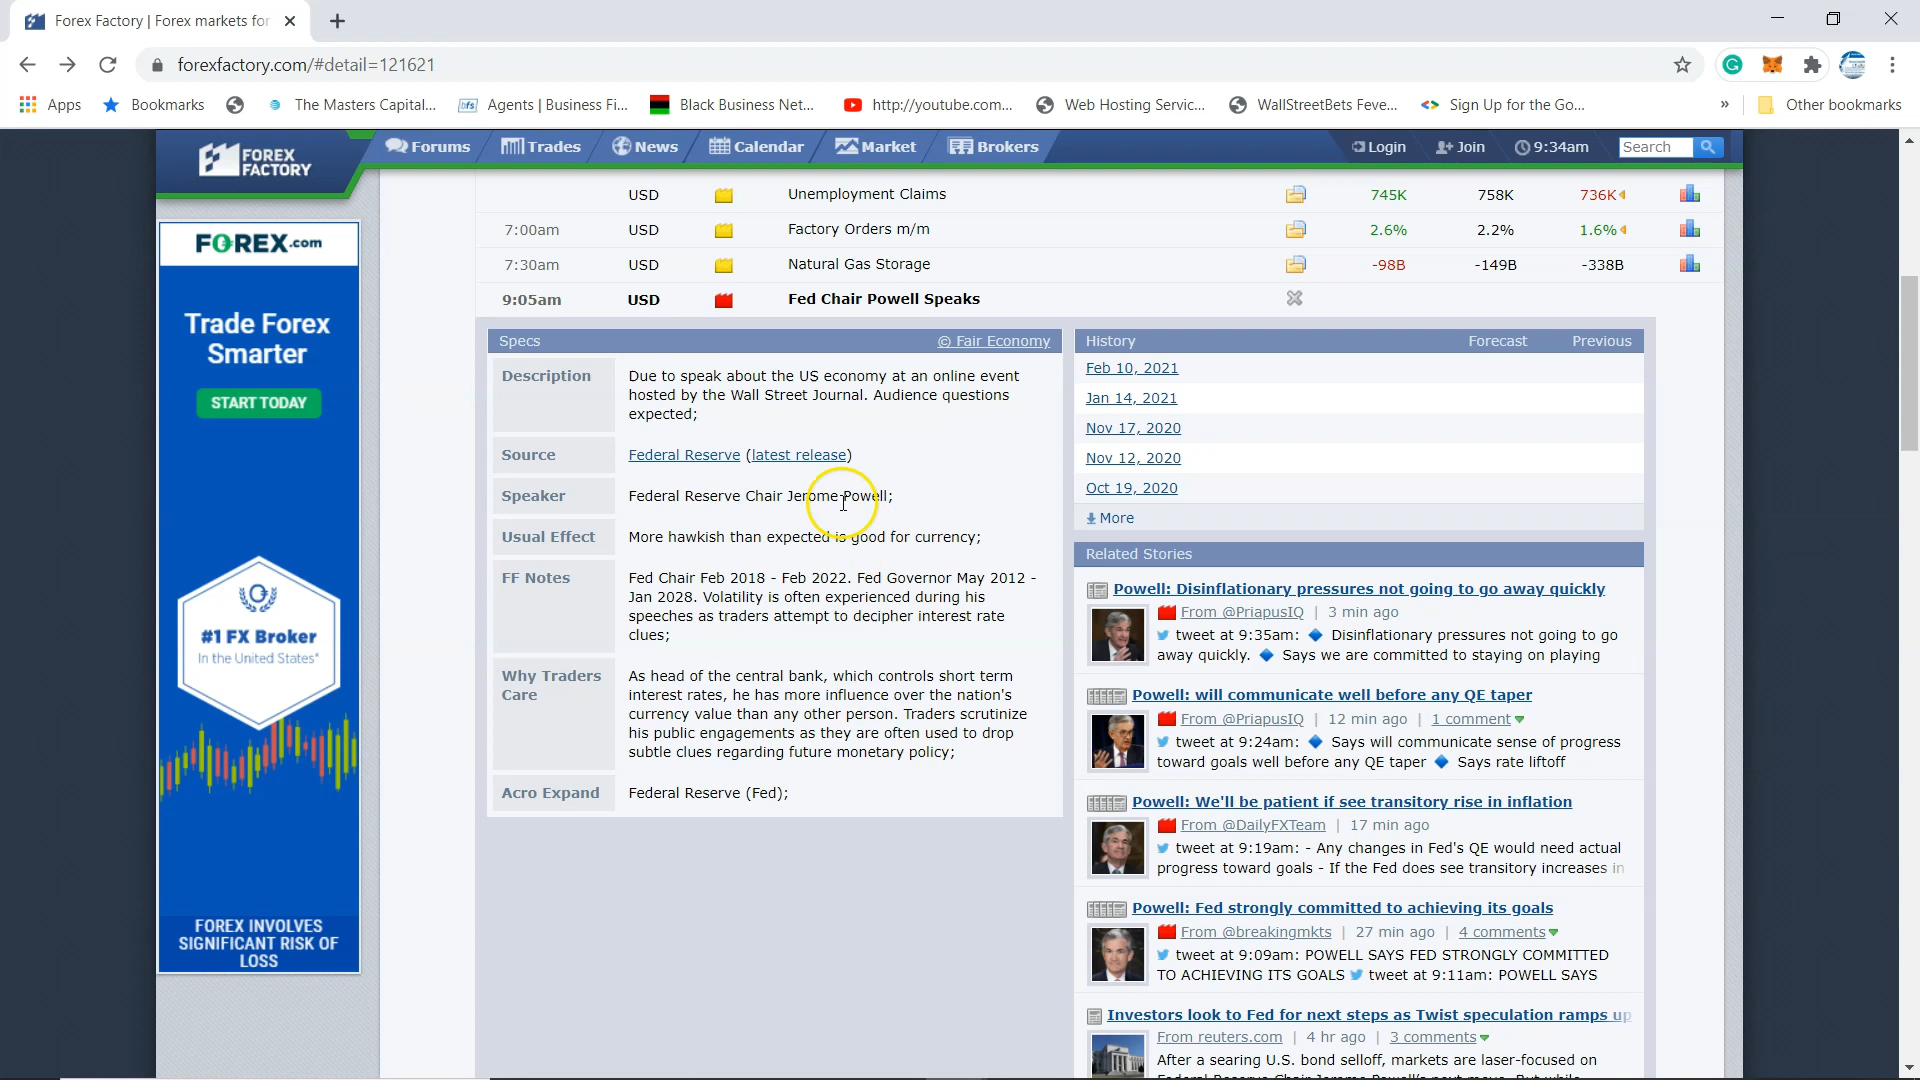 Forex Factory | Forex markets for
forexfactory.com/#detail=121621
Apps Bookmarks The Masters Capital... Agents | Business Fi... Black Business Net... http://youtube.com... Web Hosting Servic... WallStreetBets Feve... Sign Up for the Go... » Other bookmarks
FOREX FACTORY
Forums Trades News Calendar Market Brokers Login Join 9:34am Search
USD Unemployment Claims 745K 758K 736K
7:00am USD Factory Orders m/m 2.6% 2.2% 1.6%
7:30am USD Natural Gas Storage -98B -149B -338B
9:05am USD Fed Chair Powell Speaks
FOREX.com
Trade Forex
Smarter
START TODAY
#1 FX Broker
In the United States*
FOREX INVOLVES
SIGNIFICANT RISK OF
LOSS
Specs © Fair Economy
Description Due to speak about the US economy at an online event
hosted by the Wall Street Journal. Audience questions
expected;
Source Federal Reserve (latest release)
Speaker Federal Reserve Chair Jerome Powell;
Usual Effect More hawkish than expected is good for currency;
FF Notes Fed Chair Feb 2018 - Feb 2022. Fed Governor May 2012 -
Jan 2028. Volatility is often experienced during his
speeches as traders attempt to decipher interest rate
clues;
Why Traders
Care
As head of the central bank, which controls short term
interest rates, he has more influence over the nation's
currency value than any other person. Traders scrutinize
his public engagements as they are often used to drop
subtle clues regarding future monetary policy;
Acro Expand Federal Reserve (Fed);
History Forecast Previous
Feb 10, 2021
Jan 14, 2021
Nov 17, 2020
Nov 12, 2020
Oct 19, 2020
More
Related Stories
Powell: Disinflationary pressures not going to go away quickly
From @PriapusIQ | 3 min ago
tweet at 9:35am: Disinflationary pressures not going to go
away quickly. Says we are committed to staying on playing
Powell: will communicate well before any QE taper
From @PriapusIQ | 12 min ago | 1 comment
tweet at 9:24am: Says will communicate sense of progress
toward goals well before any QE taper Says rate liftoff
Powell: We'll be patient if see transitory rise in inflation
From @DailyFXTeam | 17 min ago
tweet at 9:19am: - Any changes in Fed's QE would need actual
progress toward goals - If the Fed does see transitory increases in
Powell: Fed strongly committed to achieving its goals
From @breakingmkts | 27 min ago | 4 comments
tweet at 9:09am: POWELL SAYS FED STRONGLY COMMITTED
TO ACHIEVING ITS GOALS tweet at 9:11am: POWELL SAYS
Investors look to Fed for next steps as Twist speculation ramps up
From reuters.com | 4 hr ago | 3 comments
After a searing U.S. bond selloff, markets are laser-focused on